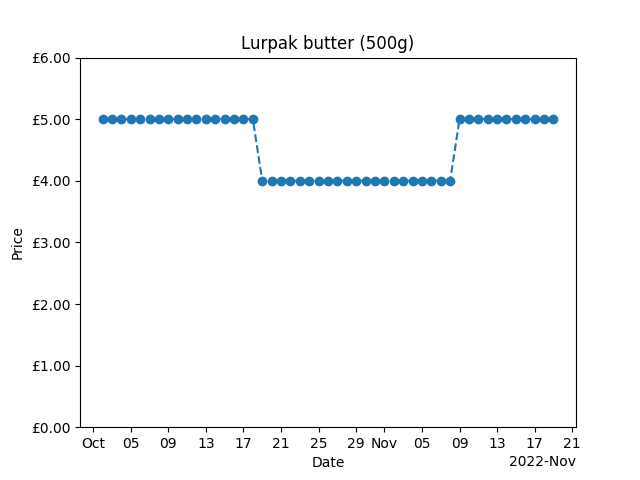 Lurpak butter (500g)
£6.00
£5.00
£4.00
£3.00
£2.00
£1.00
£0.00
Price
Oct 05 09 13 17 21 25 29 Nov 05 09 13 17 21
Date
2022-Nov